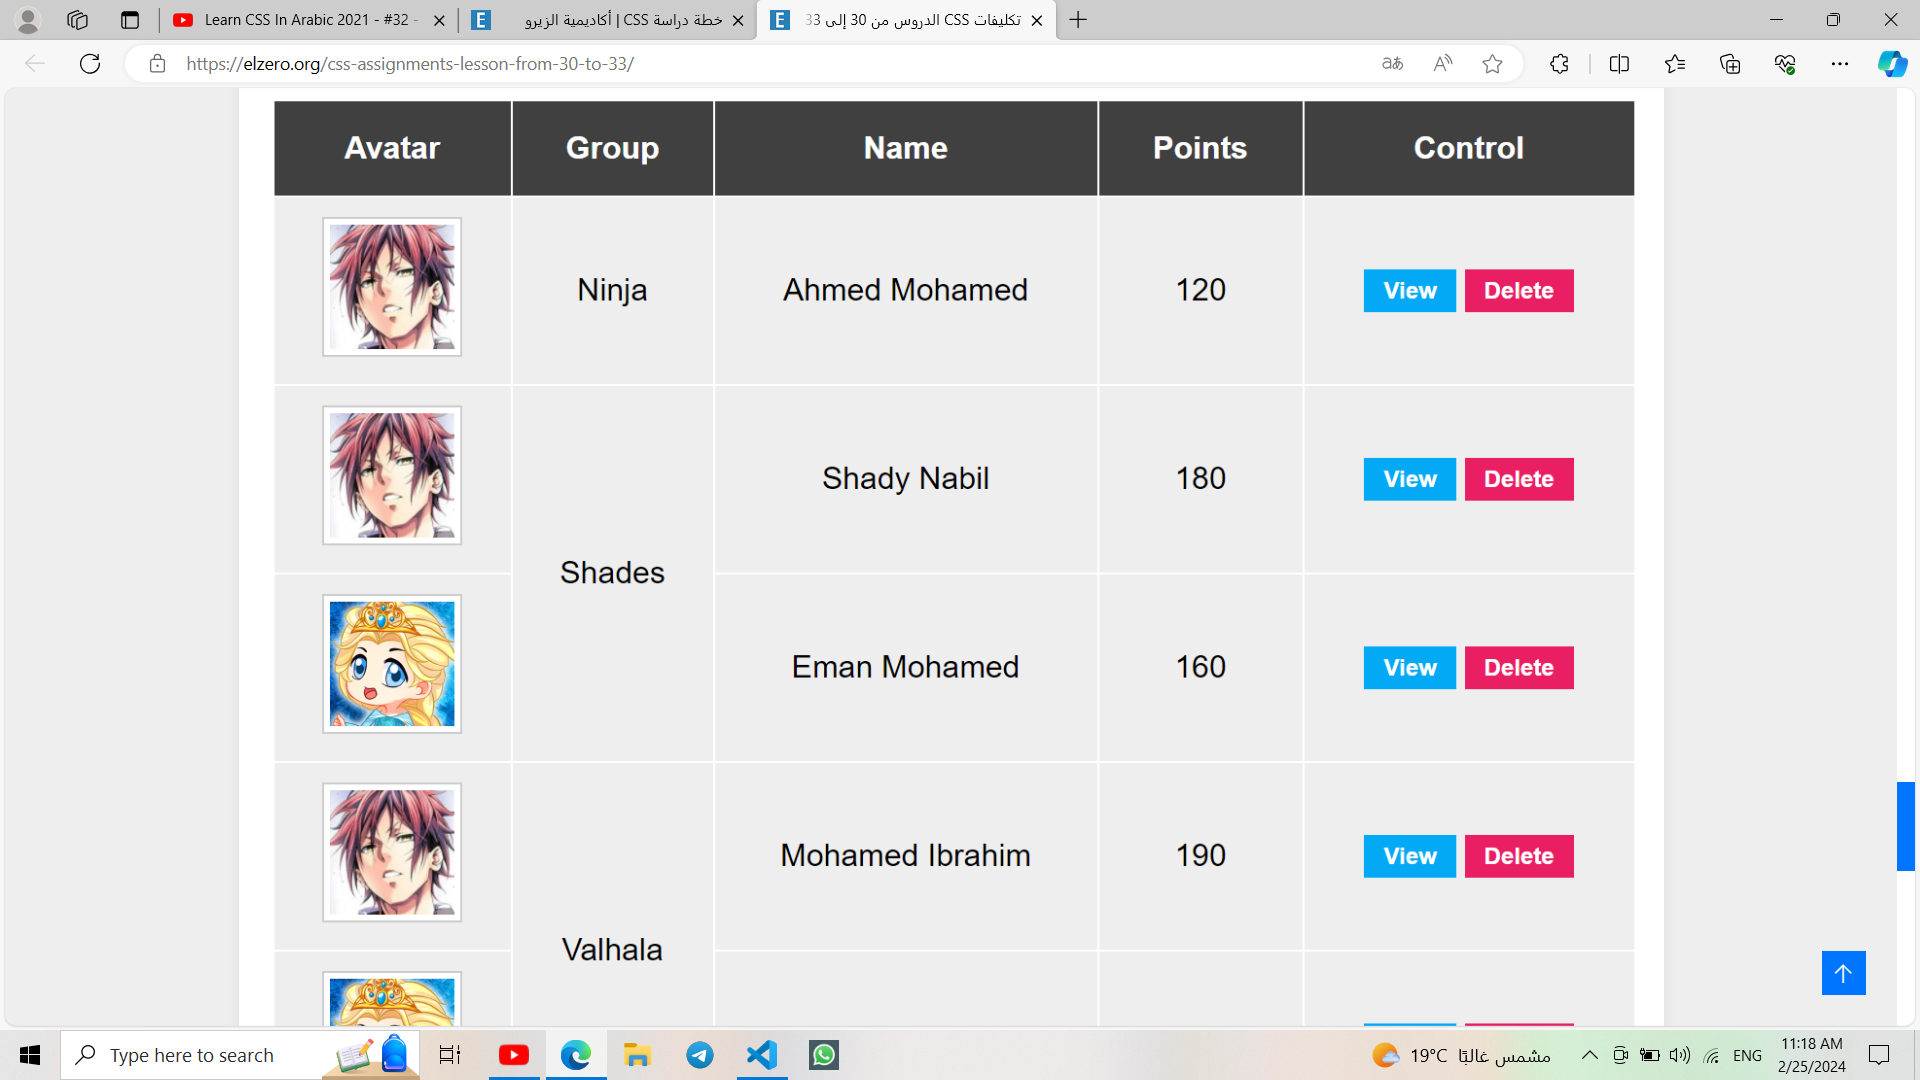 Learn CSS In Arabic 2021 - #32 -
خطة دراسة CSS | أكاديمية الزيرو
تكليفات CSS الدروس من 30 إلى 33
https://elzero.org/css-assignments-lesson-from-30-to-33/
Avatar Group Name Points Control
Ninja Ahmed Mohamed 120 View Delete
Shady Nabil 180 View Delete
Shades
Eman Mohamed 160 View Delete
Mohamed Ibrahim 190 View Delete
Valhala
Type here to search
19°C مشمس غالبًا
ENG
11:18 AM
2/25/2024